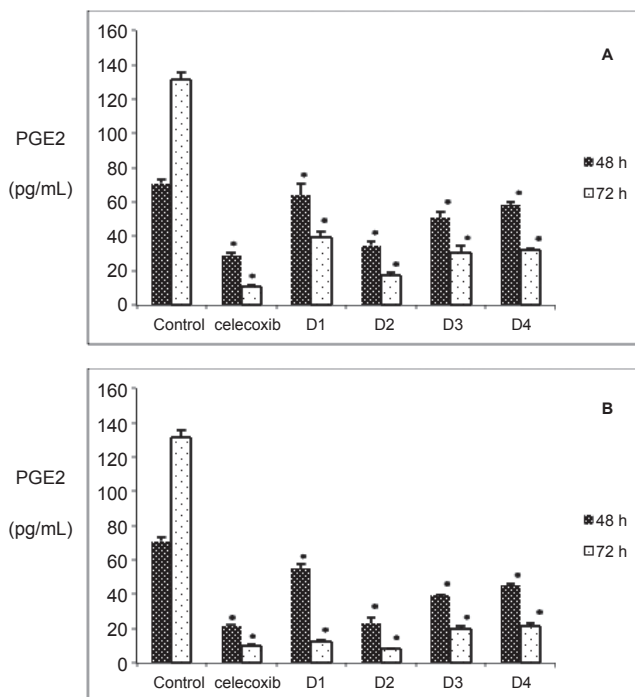 160
A
140
120
PGE2
100
80
48 h
(pg/mL)
60
72 h
40
20
0
Control celecoxib D1 D2 D3 D4
160
B
140
120
PGE2
100
80
48 h
(pg/mL)
60
72 h
40
20
0
Control celecoxib D1 D2 D3 D4